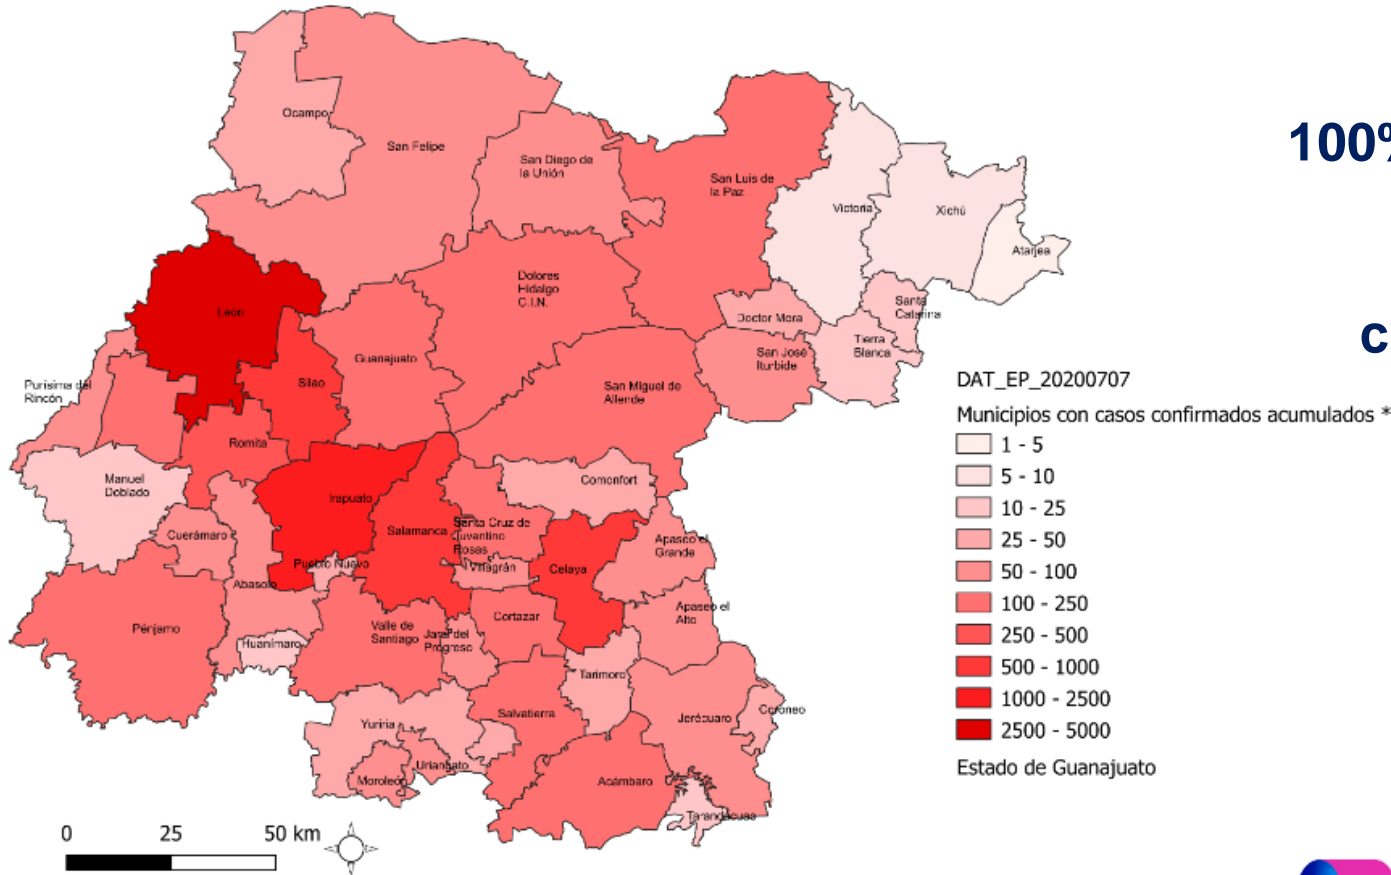 Ocampo
San Felipe
San Diego de
la Unión
San Luis de
la Paz
Victoria
Xichú
Atarjea
100%
Dolores
Hidalgo
C.I.N.
León
Guanajuato
Doctor Mora
Santa
Catarina
Tierra
Blanca
San José
Iturbide
Purísima del
Rincón
Silao
San Miguel de
Allende
Romita
Manuel
Doblado
Irapuato
Comonfort
Cuerámaro
Salamanca
Santa Cruz de
Juventino
Rosas
Villagrán
Celaya
Apaseo el
Grande
Pueblo Nuevo
Abasolo
Pénjamo
Huanímaro
Valle de
Santiago
Jaral del
Progreso
Cortazar
Apaseo el
Alto
Tarimoro
Yuriria
Salvatierra
Jerécuaro
Coroneo
Moroleón
Uriangato
Acámbaro
Tarandacuao
0 25 50 km
c
DAT_EP_20200707
Municipios con casos confirmados acumulados *
1 - 5
5 - 10
10 - 25
25 - 50
50 - 100
100 - 250
250 - 500
500 - 1000
1000 - 2500
2500 - 5000
Estado de Guanajuato